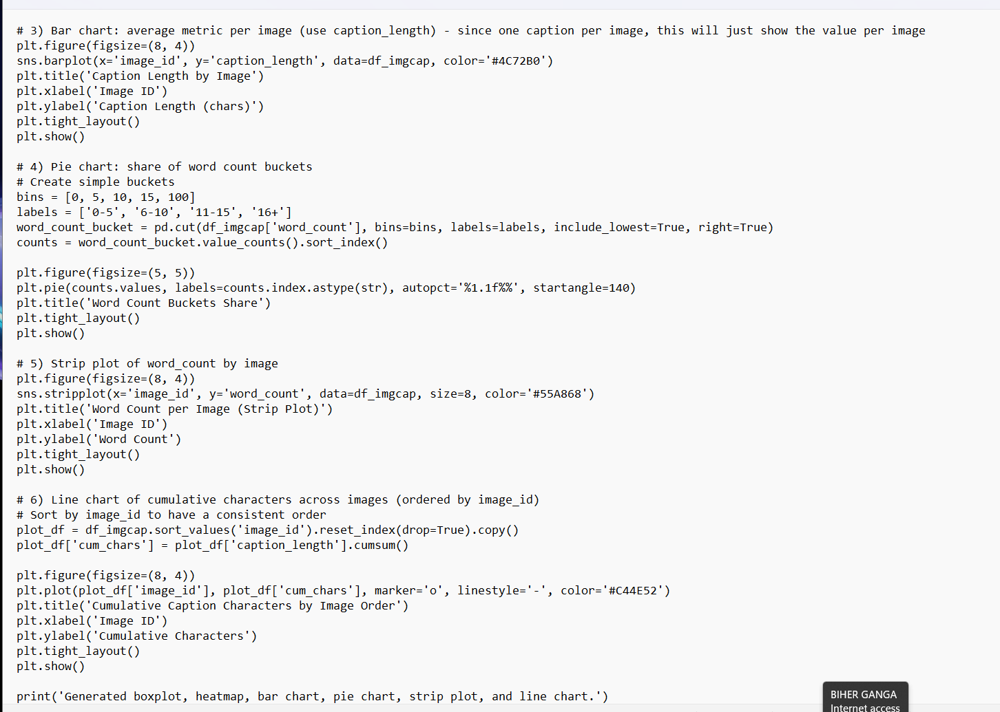 # 3) Bar chart: average metric per image (use caption_length) - since one caption per image, this will just show the value per image
plt.figure(figsize=(8, 4))
sns.barplot(x='image_id', y='caption_length', data=df_imgcap, color='#4C72B0')
plt.title('Caption Length by Image')
plt.xlabel('Image ID')
plt.ylabel('Caption Length (chars)')
plt.tight_layout()
plt.show()

# 4) Pie chart: share of word count buckets
# Create simple buckets
bins = [0, 5, 10, 15, 100]
labels = ['0-5', '6-10', '11-15', '16+']
word_count_bucket = pd.cut(df_imgcap['word_count'], bins=bins, labels=labels, include_lowest=True, right=True)
counts = word_count_bucket.value_counts().sort_index()

plt.figure(figsize=(5, 5))
plt.pie(counts.values, labels=counts.index.astype(str), autopct='%1.1f%%', startangle=140)
plt.title('Word Count Buckets Share')
plt.tight_layout()
plt.show()

# 5) Strip plot of word_count by image
plt.figure(figsize=(8, 4))
sns.stripplot(x='image_id', y='word_count', data=df_imgcap, size=8, color='#55A868')
plt.title('Word Count per Image (Strip Plot)')
plt.xlabel('Image ID')
plt.ylabel('Word Count')
plt.tight_layout()
plt.show()

# 6) Line chart of cumulative characters across images (ordered by image_id)
# Sort by image_id to have a consistent order
plot_df = df_imgcap.sort_values('image_id').reset_index(drop=True).copy()
plot_df['cum_chars'] = plot_df['caption_length'].cumsum()

plt.figure(figsize=(8, 4))
plt.plot(plot_df['image_id'], plot_df['cum_chars'], marker='o', linestyle='-', color='#C44E52')
plt.title('Cumulative Caption Characters by Image Order')
plt.xlabel('Image ID')
plt.ylabel('Cumulative Characters')
plt.tight_layout()
plt.show()

print('Generated boxplot, heatmap, bar chart, pie chart, strip plot, and line chart.')
BIHER GANGA
Internet access